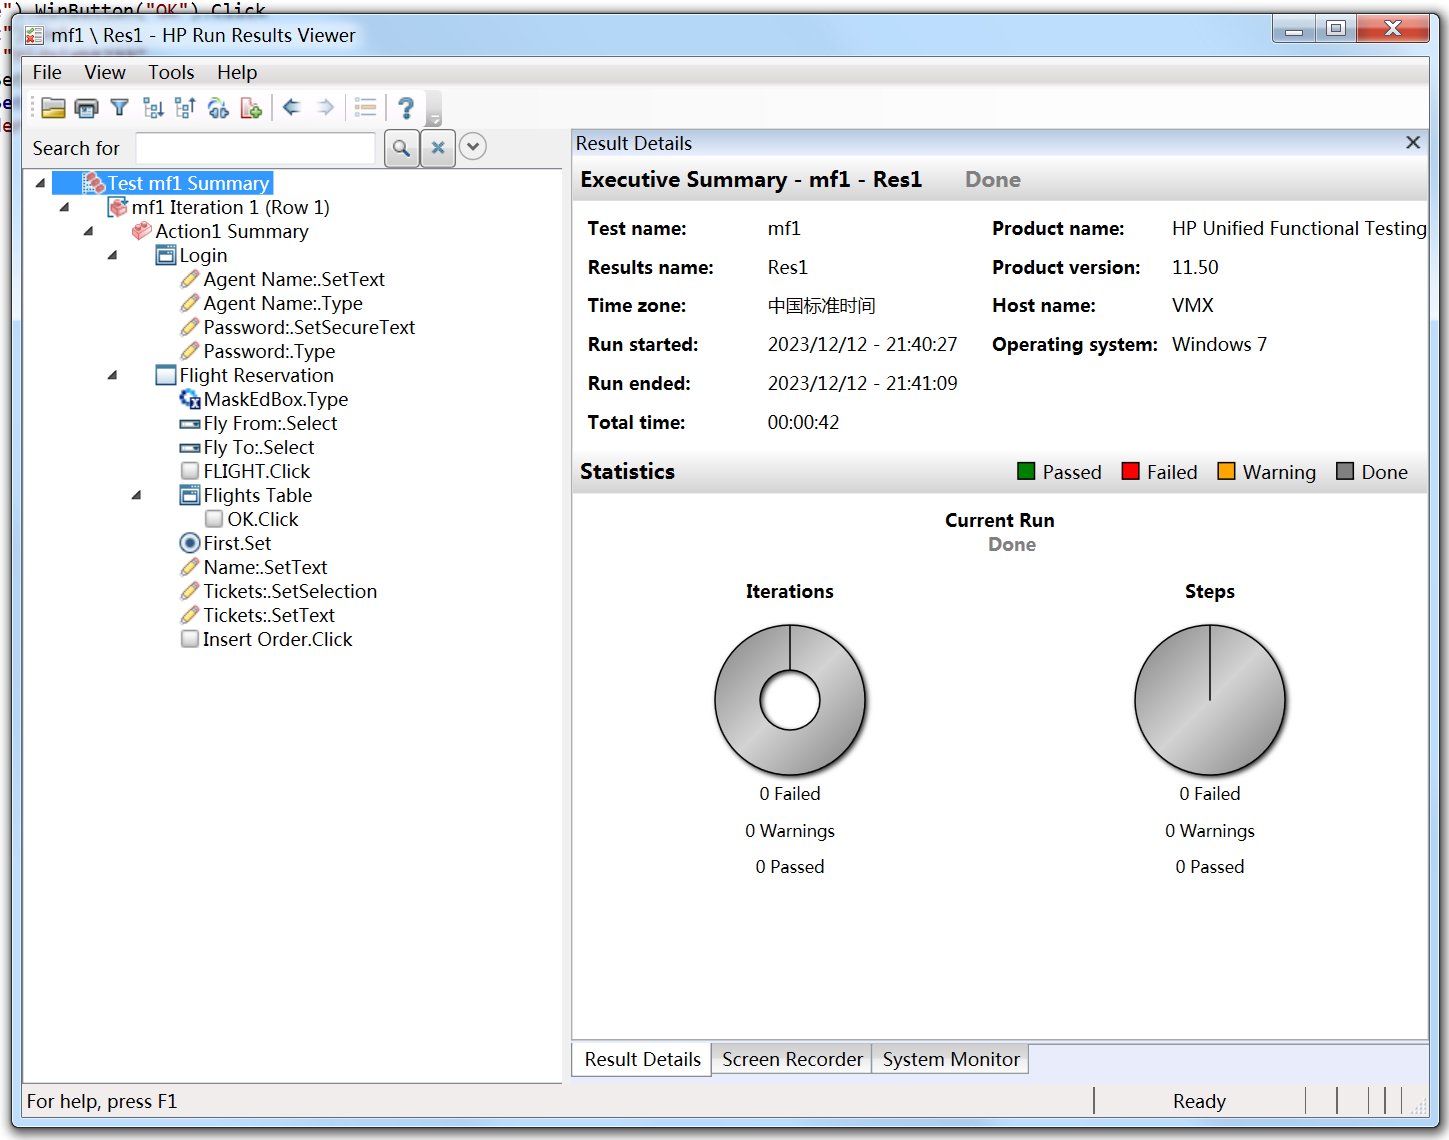 ").WinButton("OK").Click
mf1 \ Res1 - HP Run Results Viewer
File View Tools Help
Search for
Test mf1 Summary
mf1 Iteration 1 (Row 1)
Action1 Summary
Login
Agent Name:.SetText
Agent Name:.Type
Password:.SetSecureText
Password:.Type
Flight Reservation
MaskEdBox.Type
Fly From:.Select
Fly To:.Select
FLIGHT.Click
Flights Table
OK.Click
First.Set
Name:.SetText
Tickets:.SetSelection
Tickets:.SetText
Insert Order.Click
Result Details
Executive Summary - mf1 - Res1 Done
Test name: mf1 Product name: HP Unified Functional Testing
Results name: Res1 Product version: 11.50
Time zone: 中国标准时间 Host name: VMX
Run started: 2023/12/12 - 21:40:27 Operating system: Windows 7
Run ended: 2023/12/12 - 21:41:09
Total time: 00:00:42
Statistics Passed Failed Warning Done
Current Run
Done
Iterations Steps
0 Failed 0 Failed
0 Warnings 0 Warnings
0 Passed 0 Passed
Result Details Screen Recorder System Monitor
For help, press F1 Ready